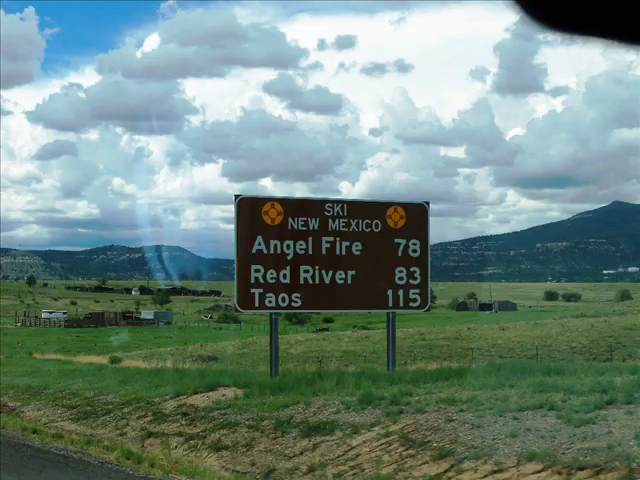 SKI
NEW MEXICO
Angel Fire 78
Red River 83
Taos 115